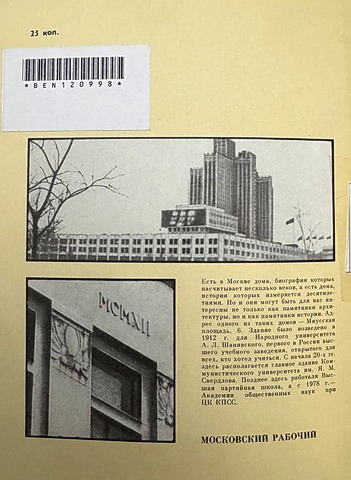 25 коп.
*BEN120998*
MCMXII
Есть в Москве дома, биография которых
насчитывает несколько веков, а есть дома,
история которых измеряется десятиле-
тиями. Но и они могут быть для нас ин-
тересны не только как памятники архи-
тектуры, но и как памятники истории. Ад-
рес одного из таких домов — Миусская
площадь, 6. Здание было возведено в
1912 г. для Народного университета
А. Л. Шанявского, первого в России выс-
шего учебного заведения, открытого для
всех, кто хотел учиться. С начала 20-х гг.
здесь располагается главное здание Ком-
мунистического университета им. Я. М.
Свердлова. Позднее здесь работали Выс-
шая партийная школа, а с 1978 г.—
Академия общественных наук при
ЦК КПСС.
МОСКОВСКИЙ РАБОЧИЙ